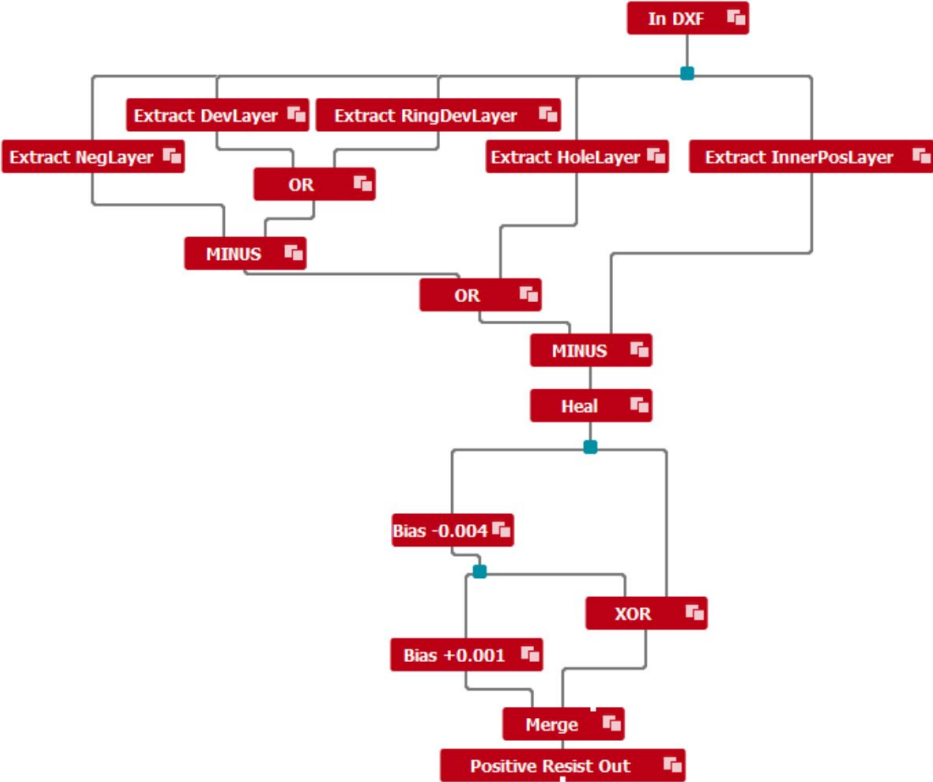 In DXF
Extract DevLayer
Extract RingDevLayer
Extract NegLayer
Extract HoleLayer
Extract InnerPosLayer
OR
MINUS
OR
MINUS
Heal
Bias -0.004
XOR
Bias +0.001
Merge
Positive Resist Out